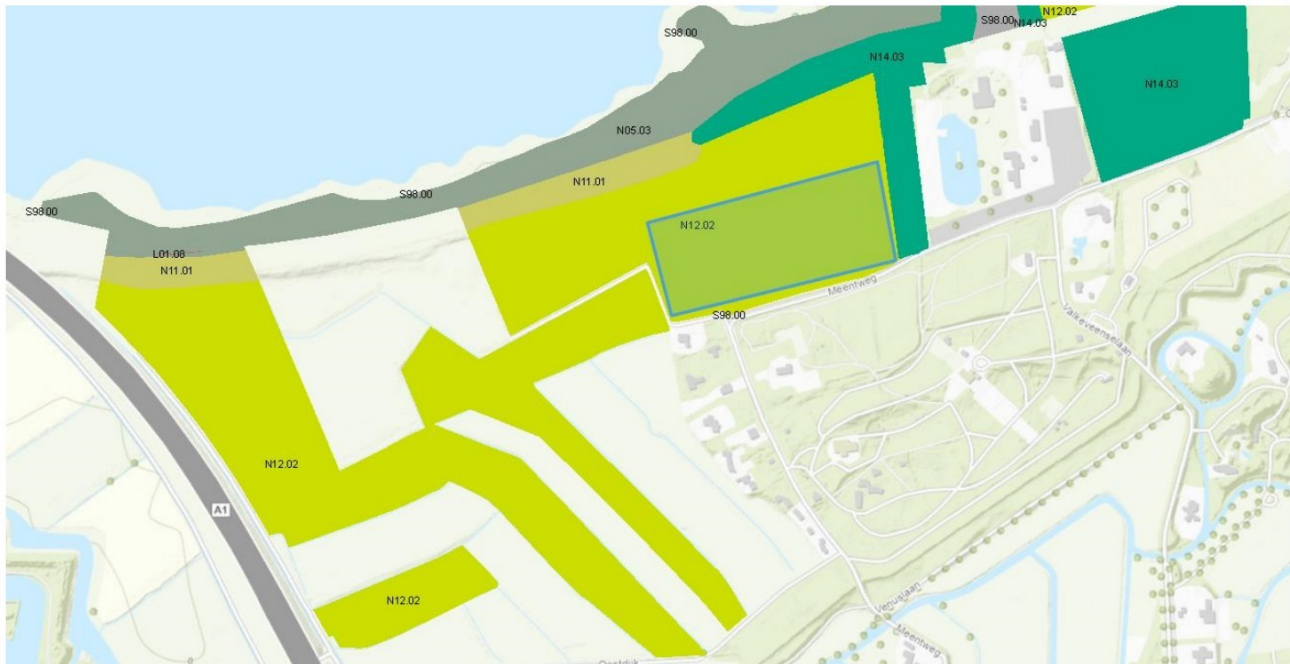 N12.02
S98.00
N14.03
S98.00
N14.03
N14.03
N05.03
N11.01
S98.00
S98.00
N12.02
L01.08
N11.01
Meentweg
S98.00
Valkeveenselaan
N12.02
A1
N12.02
Venuslaan
Meentweg